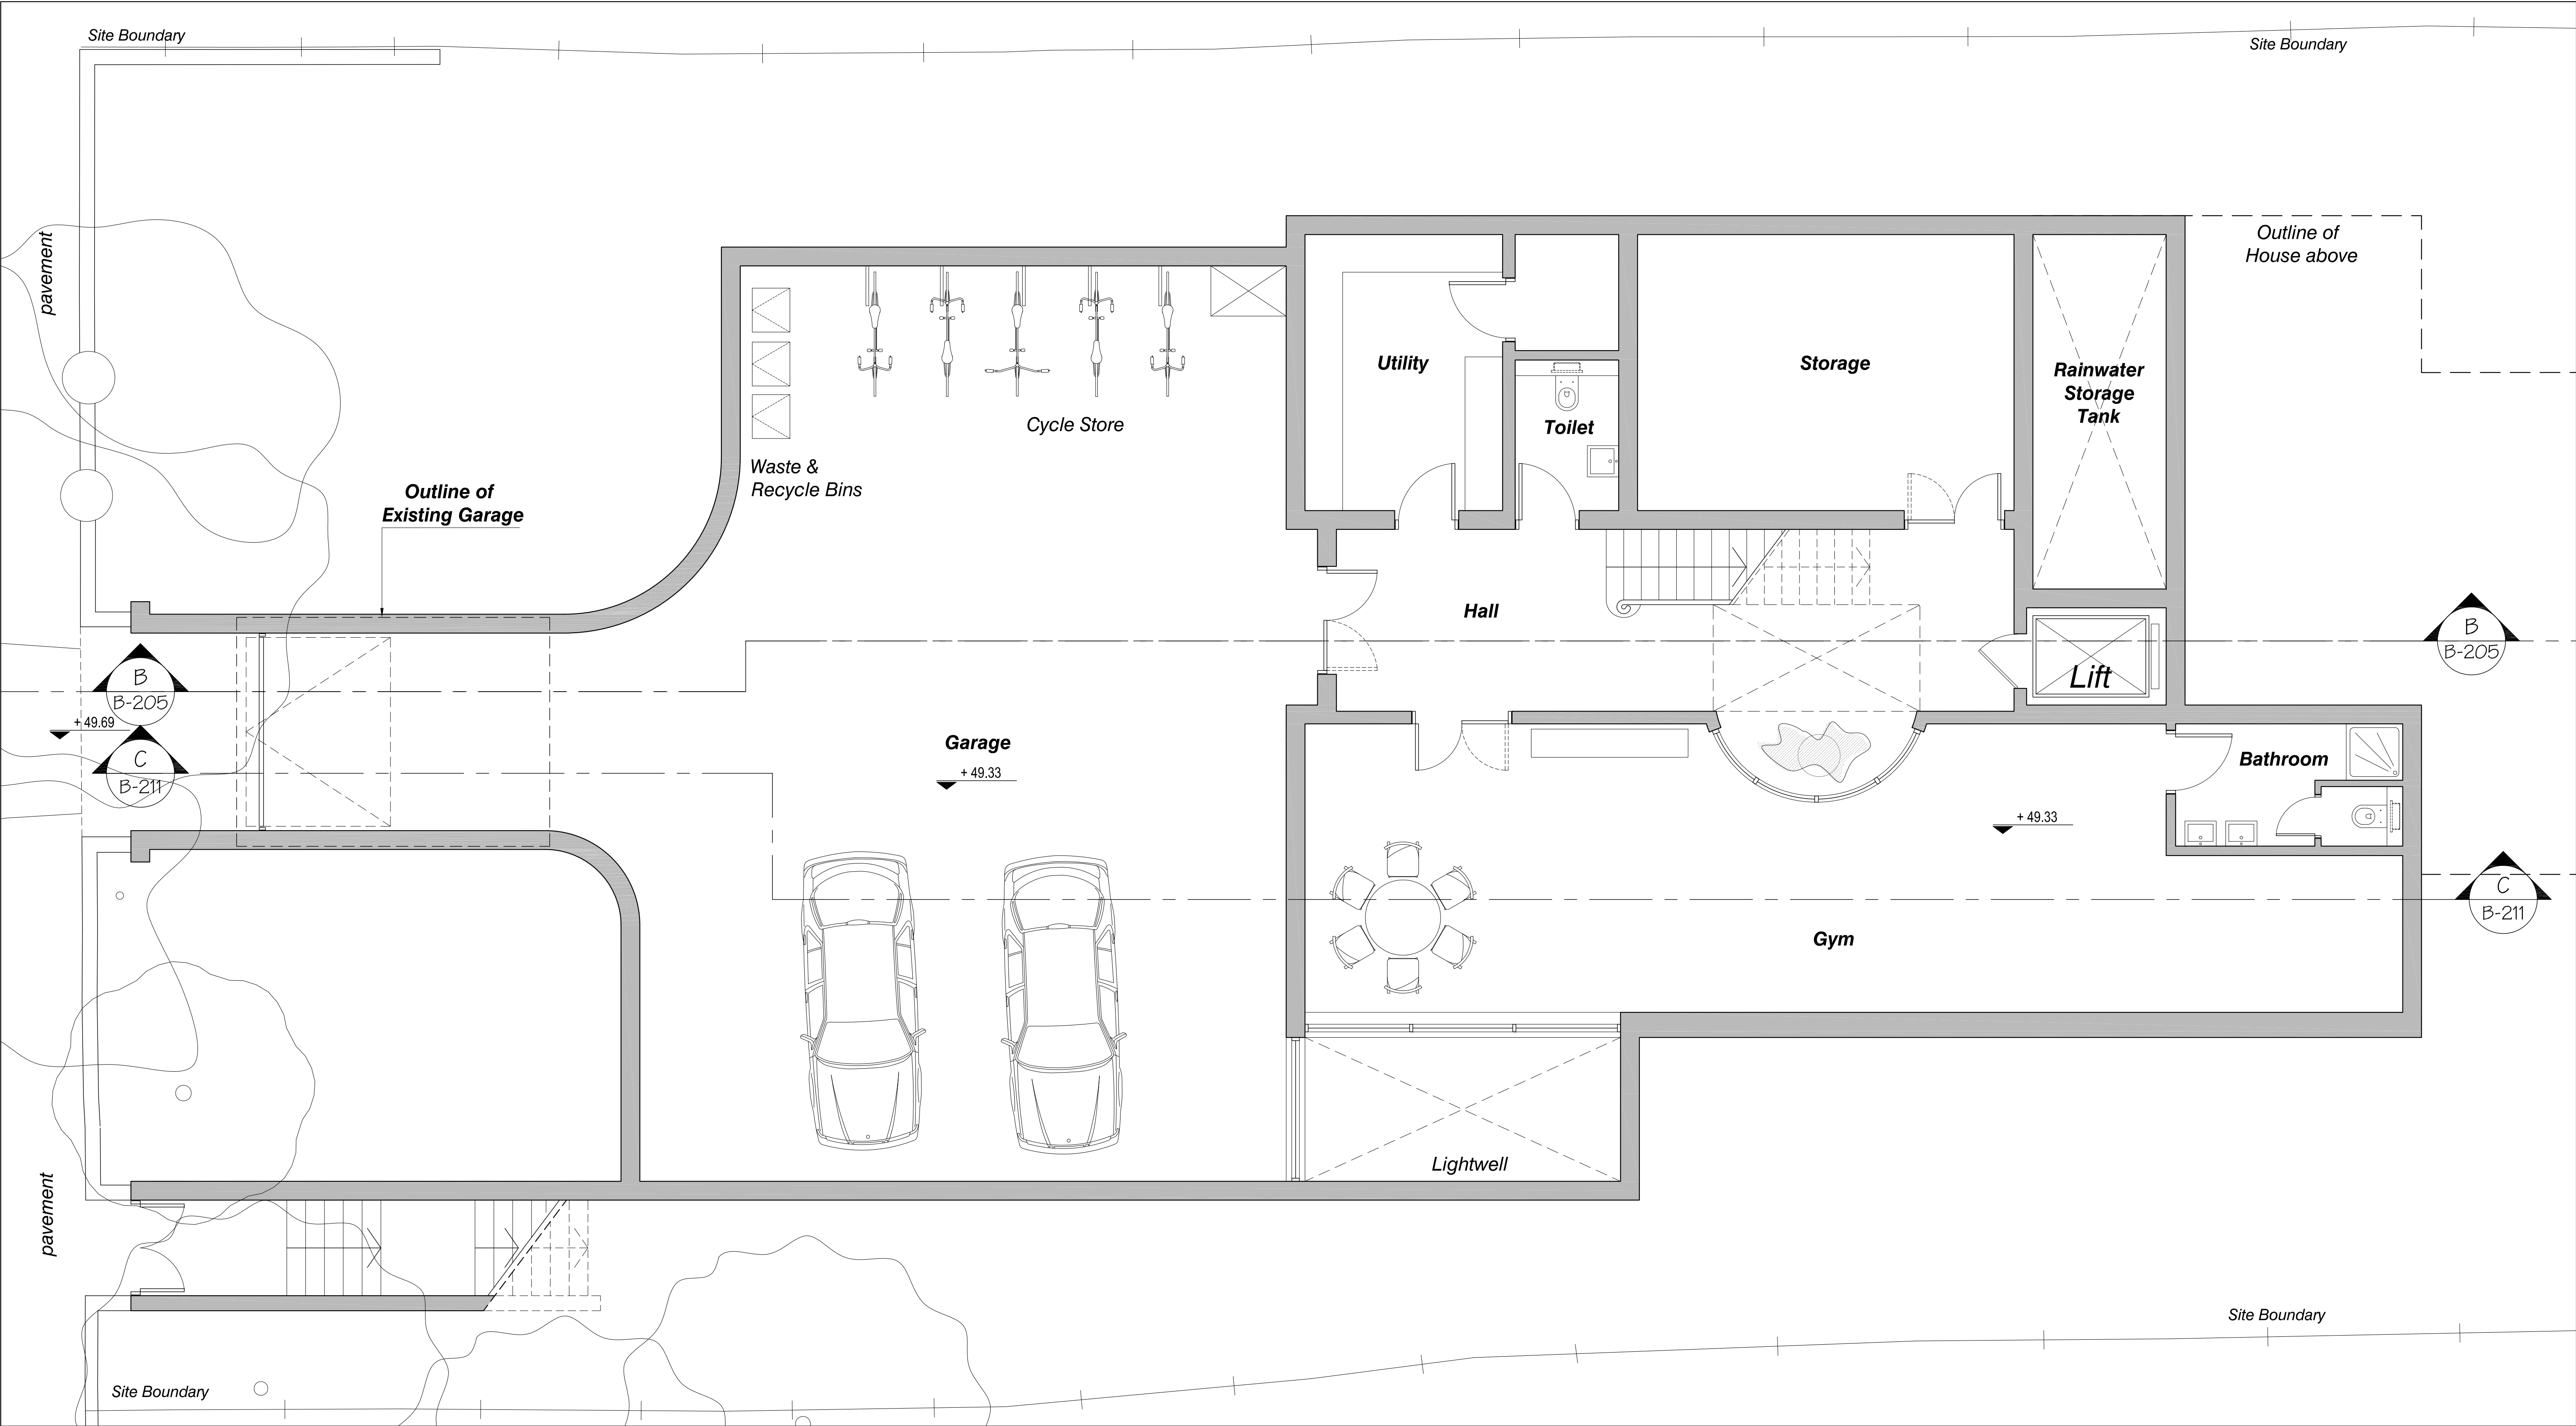 Site Boundary
Site Boundary
pavement
Outline of
House above
Utility
Storage
Rainwater
Storage
Tank
Cycle Store
Toilet
Waste &
Recycle Bins
Outline of
Existing Garage
Hall
B
B-205
B
B-205
Lift
+ 49.69
C
B-211
Garage
+ 49.33
Bathroom
+ 49.33
C
B-211
Gym
Lightwell
pavement
Site Boundary
Site Boundary